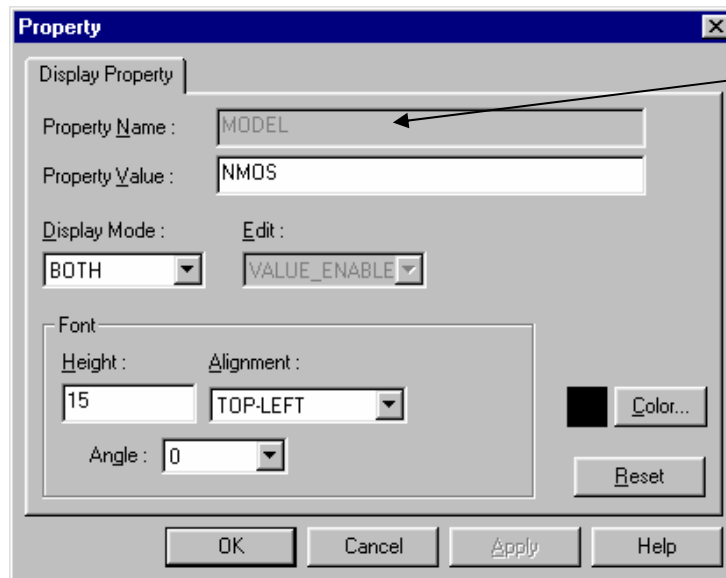 Property
Display Property
Property Name : MODEL
Property Value : NMOS
Display Mode : Edit :
BOTH VALUE_ENABLE
Font
Height : Alignment :
15 TOP-LEFT Color...
Angle : 0
Reset
OK Cancel Apply Help